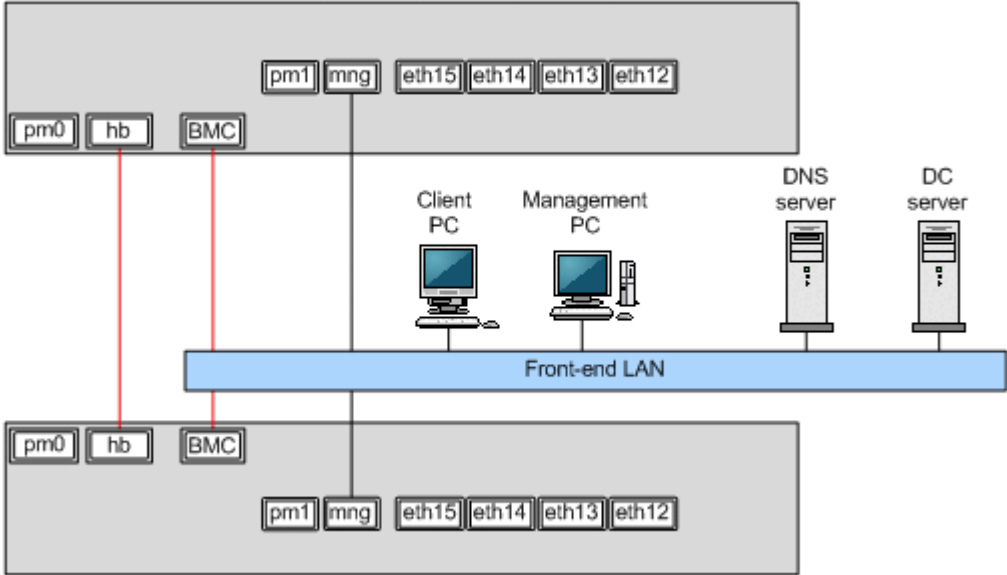 pm1 mng eth15 eth14 eth13 eth12
pm0 hb BMC
Client
PC
Management
PC
DNS
server
DC
server
Front-end LAN
pm0 hb BMC
pm1 mng eth15 eth14 eth13 eth12